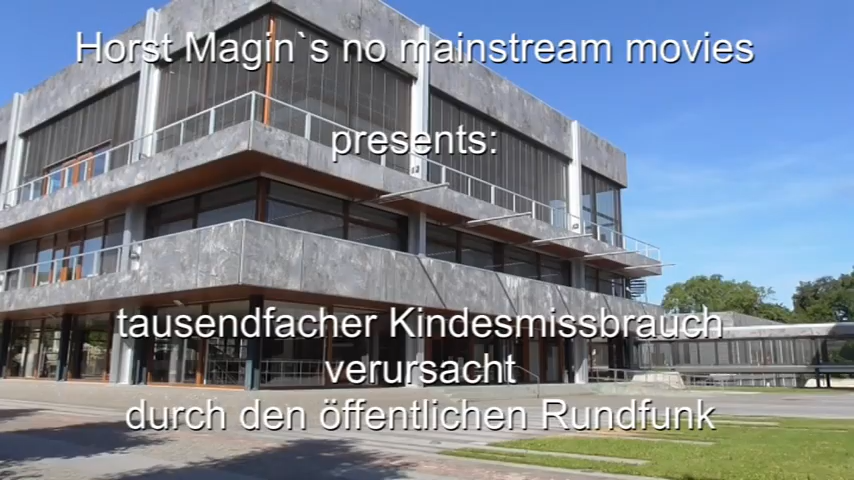 Horst Magin`s no mainstream movies
presents:
tausendfacher Kindesmissbrauch
verursacht
durch den öffentlichen Rundfunk